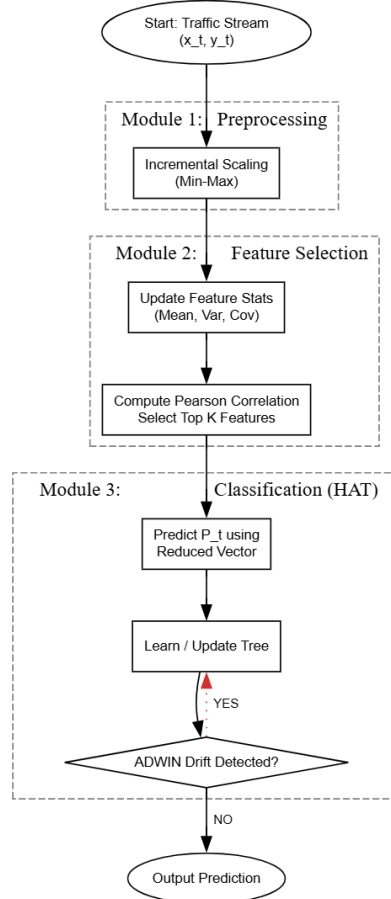 Start: Traffic Stream
(x_t, y_t)
Module 1: Preprocessing
Incremental Scaling
(Min-Max)
Module 2: Feature Selection
Update Feature Stats
(Mean, Var, Cov)
Compute Pearson Correlation
Select Top K Features
Module 3: Classification (HAT)
Predict P_t using
Reduced Vector
Learn / Update Tree
YES
ADWIN Drift Detected?
NO
Output Prediction